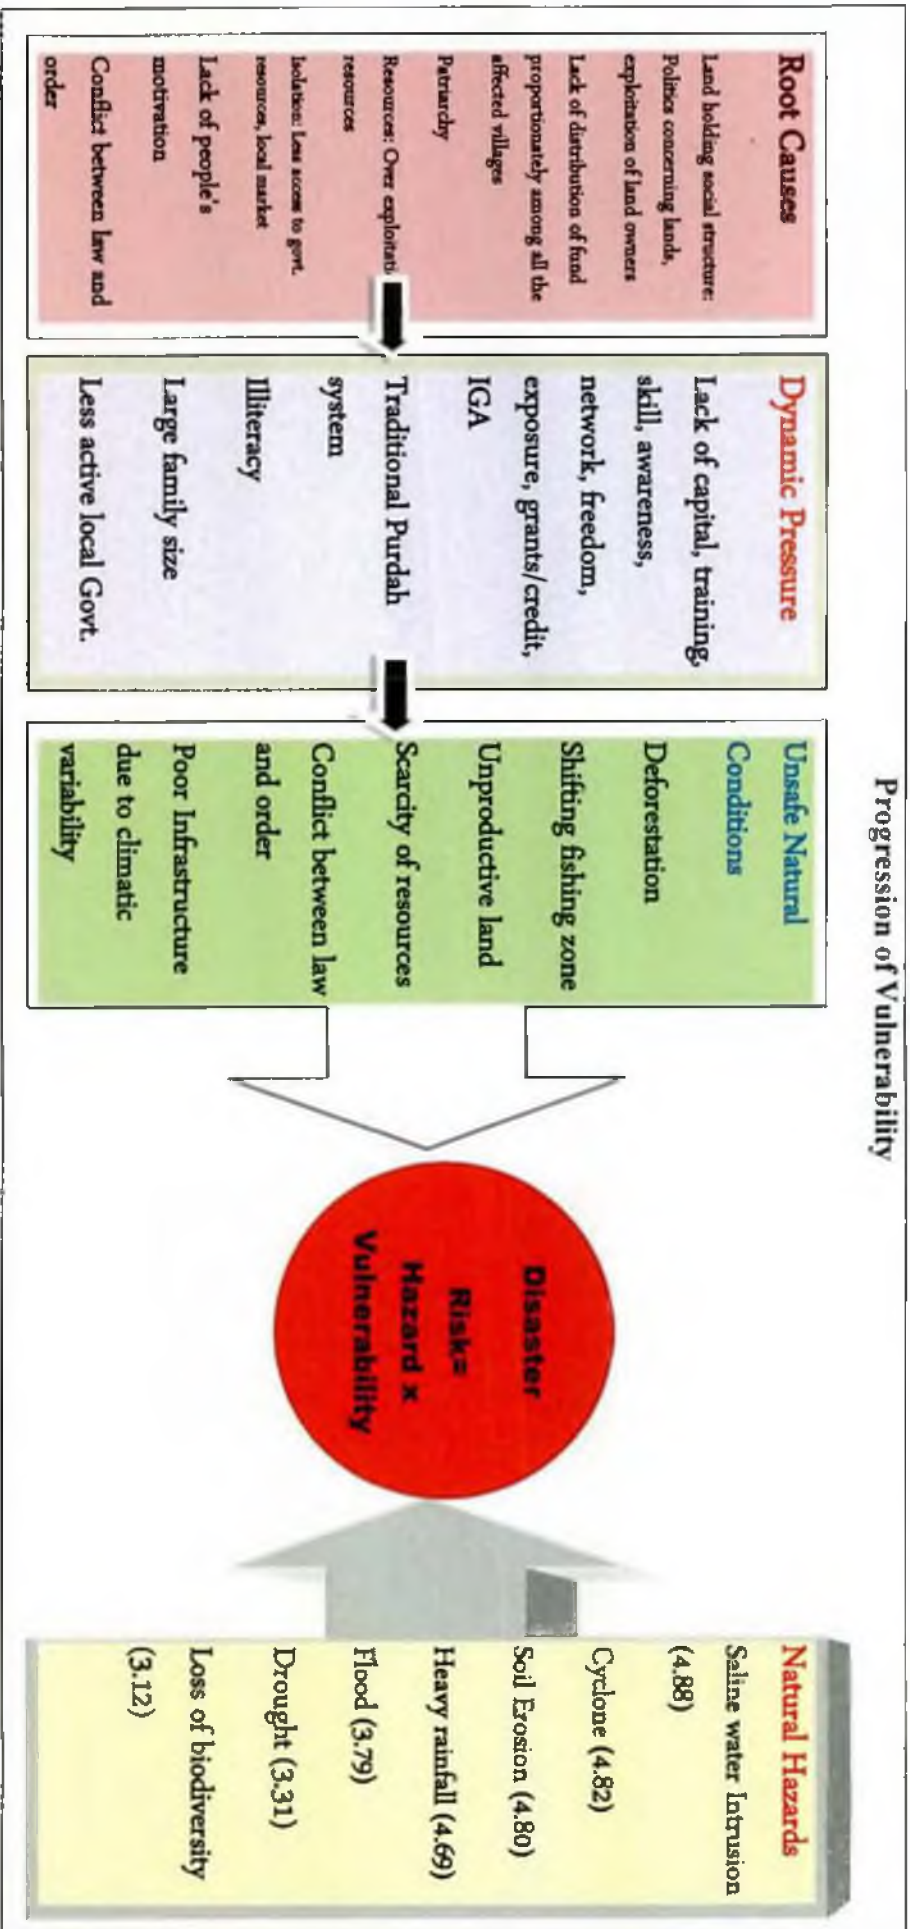 Progression of Vulnerability
Root Causes
Land holding social structure:
Politics concerning lands,
exploitation of land owners
Lack of distribution of fund
proportionately among all the
affected villages
Patriarchy
Resources: Over exploitati
resources
Isolation: Less access to govt.
resources, local market
Lack of people's
motivation
Conflict between law and
order
Dynamic Pressure
Lack of capital, training,
skill, awareness,
network, freedom,
exposure, grants/credit,
IGA
Traditional Purdah
system
Illiteracy
Large family size
Less active local Govt.
Unsafe Natural
Conditions
Deforestation
Shifting fishing zone
Unproductive land
Scarcity of resources
Conflict between law
and order
Poor Infrastructure
due to climatic
variability
Disaster
Risk=
Hazard x
Vulnerability
Natural Hazards
Saline water Intrusion
(4.88)
Cyclone (4.82)
Soil Erosion (4.80)
Heavy rainfall (4.69)
Flood (3.79)
Drought (3.31)
Loss of biodiversity
(3.12)